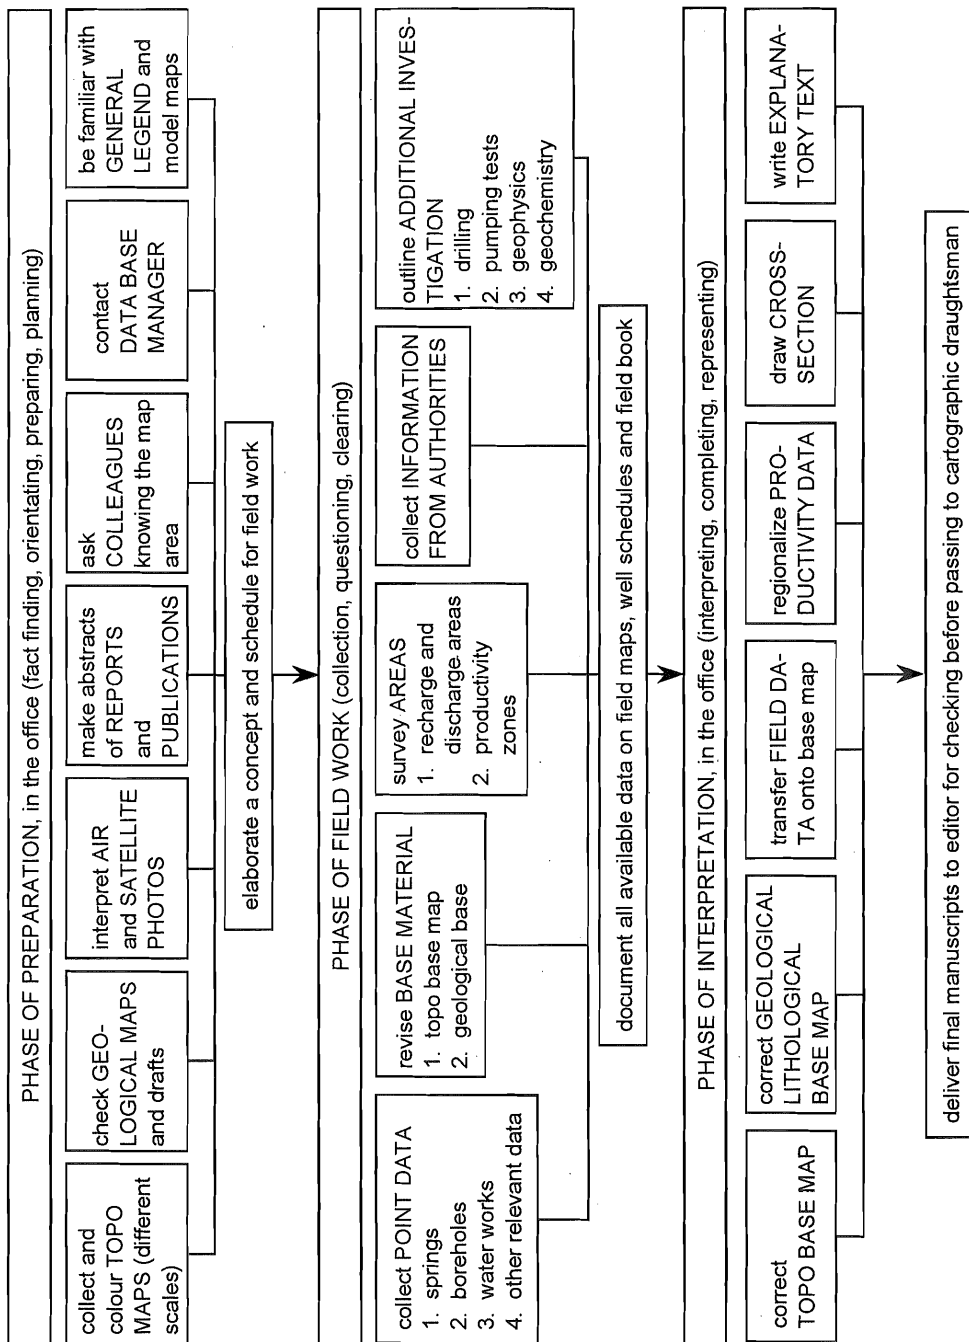 PHASE OF PREPARATION, in the office (fact finding, orientating, preparing, planning)
collect and
colour TOPO
MAPS (different
scales)
check GEO-
LOGICAL MAPS
and drafts
interpret AIR
and SATELLITE
PHOTOS
make abstracts
of REPORTS
and
PUBLICATIONS
ask
COLLEAGUES
knowing the map
area
contact
DATA BASE
MANAGER
be familiar with
GENERAL
LEGEND and
model maps
elaborate a concept and schedule for field work
PHASE OF FIELD WORK (collection, questioning, clearing)
collect POINT DATA
1. springs
2. boreholes
3. water works
4. other relevant data
revise BASE MATERIAL
1. topo base map
2. geological base
survey AREAS
1. recharge and
discharge areas
2. productivity
zones
collect INFORMATION
FROM AUTHORITIES
outline ADDITIONAL INVES-
TIGATION
1. drilling
2. pumping tests
3. geophysics
4. geochemistry
document all available data on field maps, well schedules and field book
PHASE OF INTERPRETATION, in the office (interpreting, completing, representing)
correct
TOPO BASE MAP
correct GEOLOGICAL
LITHOLOGICAL
BASE MAP
transfer FIELD DA-
TA onto base map
regionalize PRO-
DUCTIVITY DATA
draw CROSS-
SECTION
write EXPLANA-
TORY TEXT
deliver final manuscripts to editor for checking before passing to cartographic draughtsman